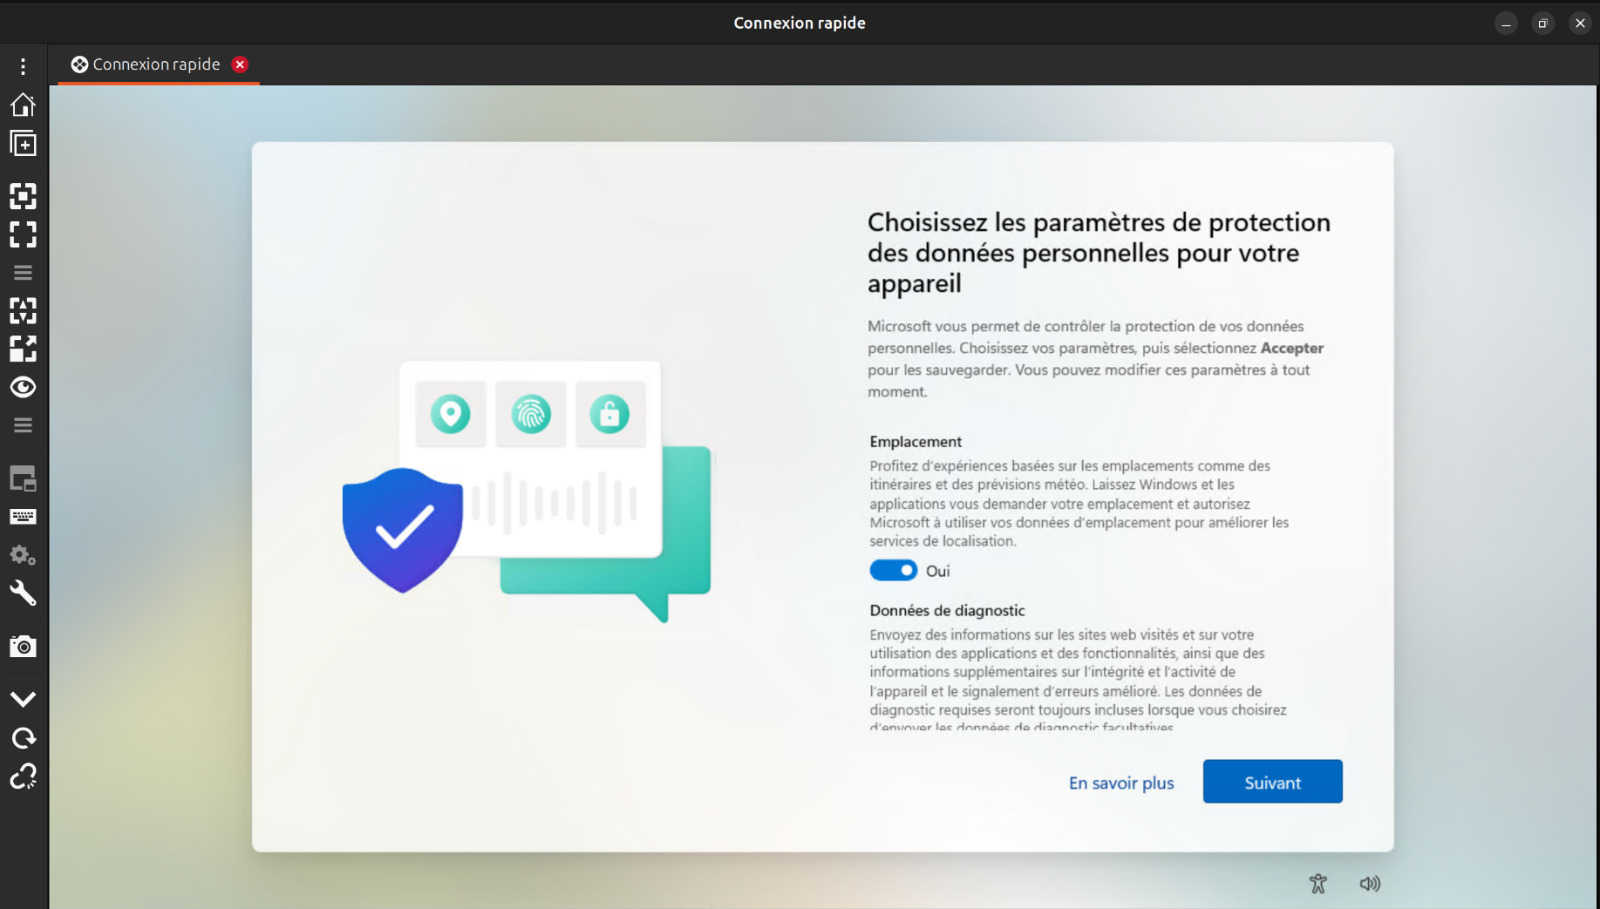 Connexion rapide
Connexion rapide
Choisissez les paramètres de protection
des données personnelles pour votre
appareil
Microsoft vous permet de contrôler la protection de vos données
personnelles. Choisissez vos paramètres, puis sélectionnez Accepter
pour les sauvegarder. Vous pouvez modifier ces paramètres à tout
moment.
Emplacement
Profitez d'expériences basées sur les emplacements comme des
itinéraires et des prévisions météo. Laissez Windows et les
applications vous demander votre emplacement et autorisez
Microsoft à utiliser vos données d'emplacement pour améliorer les
services de localisation.
Oui
Données de diagnostic
Envoyez des informations sur les sites web visités et sur votre
utilisation des applications et des fonctionnalités, ainsi que des
informations supplémentaires sur l'intégrité et l'activité de
l'appareil et le signalement d'erreurs amélioré. Les données de
diagnostic requises seront toujours incluses lorsque vous choisirez
d'envoyer les données de diagnostic facultatives.
En savoir plus
Suivant